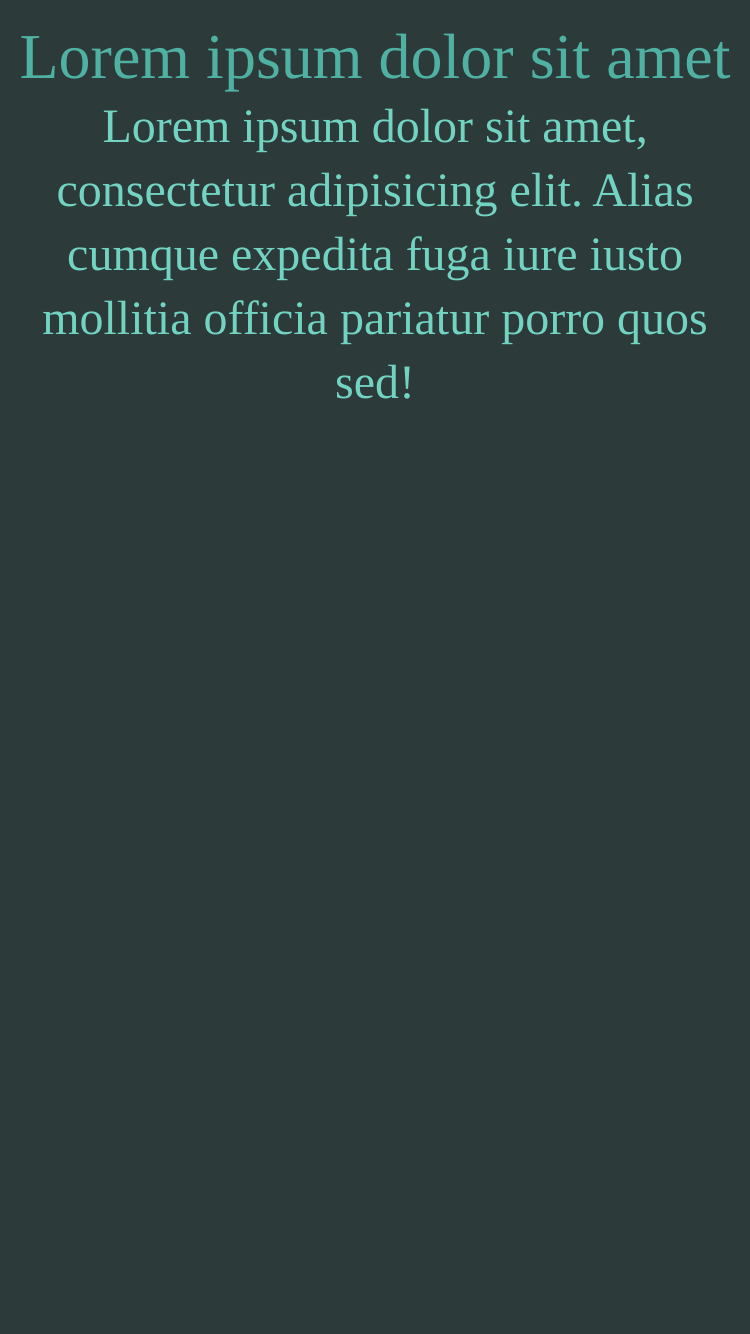 Lorem ipsum dolor sit amet
Lorem ipsum dolor sit amet,
consectetur adipisicing elit. Alias
cumque expedita fuga iure iusto
mollitia officia pariatur porro quos
sed!